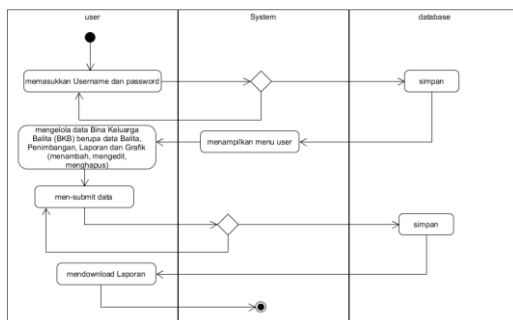 user
System
database
memasukkan Username dan password
simpan
mengelola data Bina Keluarga
Balita (BKB) berupa data Balita,
Penimbangan, Laporan dan Grafik
(menambah, mengedit,
menghapus)
menampilkan menu user
men-submit data
simpan
mendownload Laporan